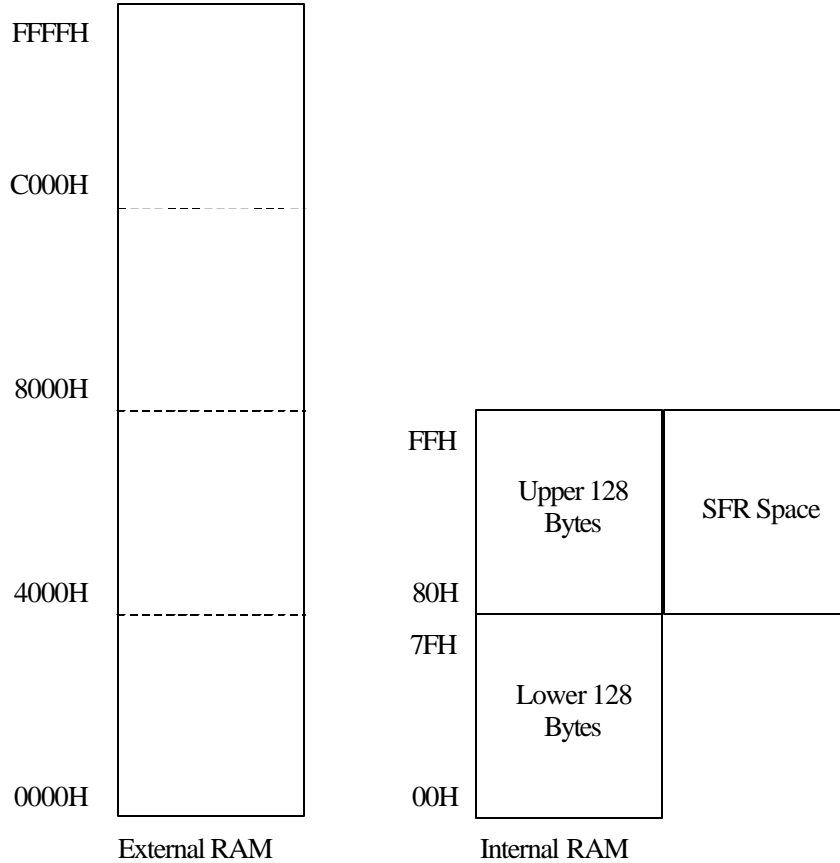 FFFFH
C000H
8000H
4000H
0000H
External RAM
FFH
80H
7FH
00H
Upper 128
Bytes
SFR Space
Lower 128
Bytes
Internal RAM